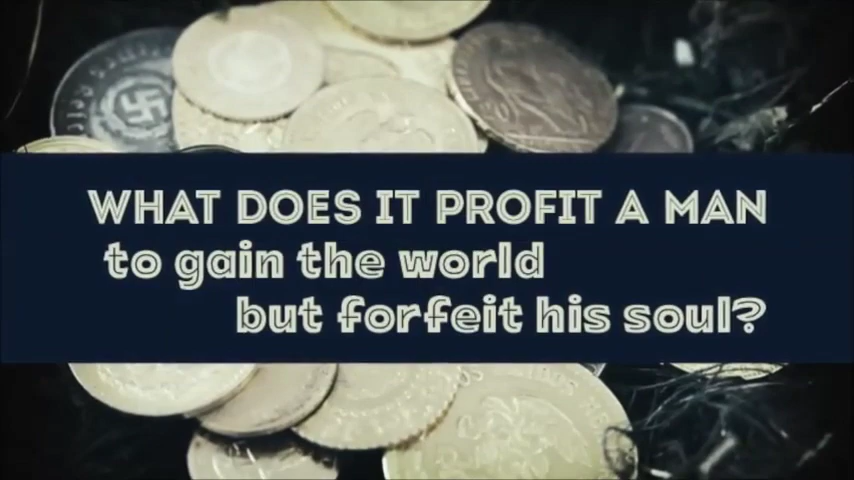 WHAT DOES IT PROFIT A MAN
to gain the world
but forfeit his soul?